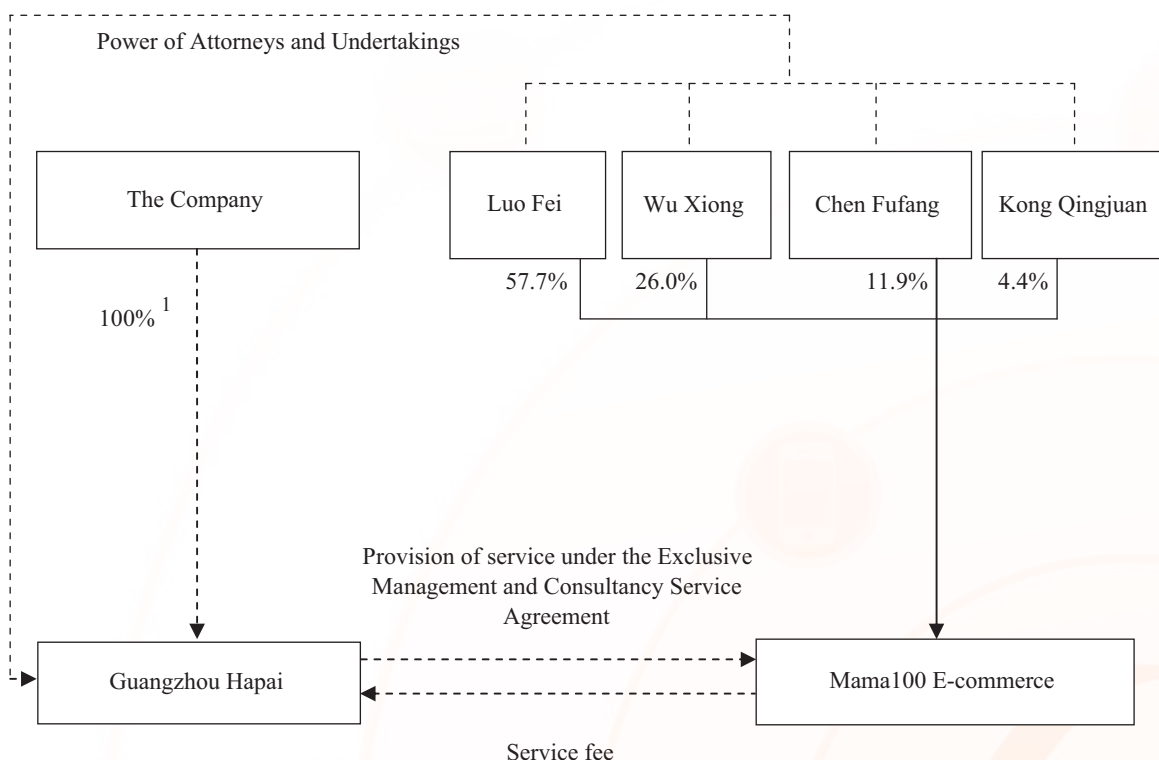 Power of Attorneys and Undertakings
The Company
Luo Fei
Wu Xiong
Chen Fufang
Kong Qingjuan
57.7%
26.0%
11.9%
4.4%
100% 1
Provision of service under the Exclusive
Management and Consultancy Service
Agreement
Guangzhou Hapai
Mama100 E-commerce
Service fee